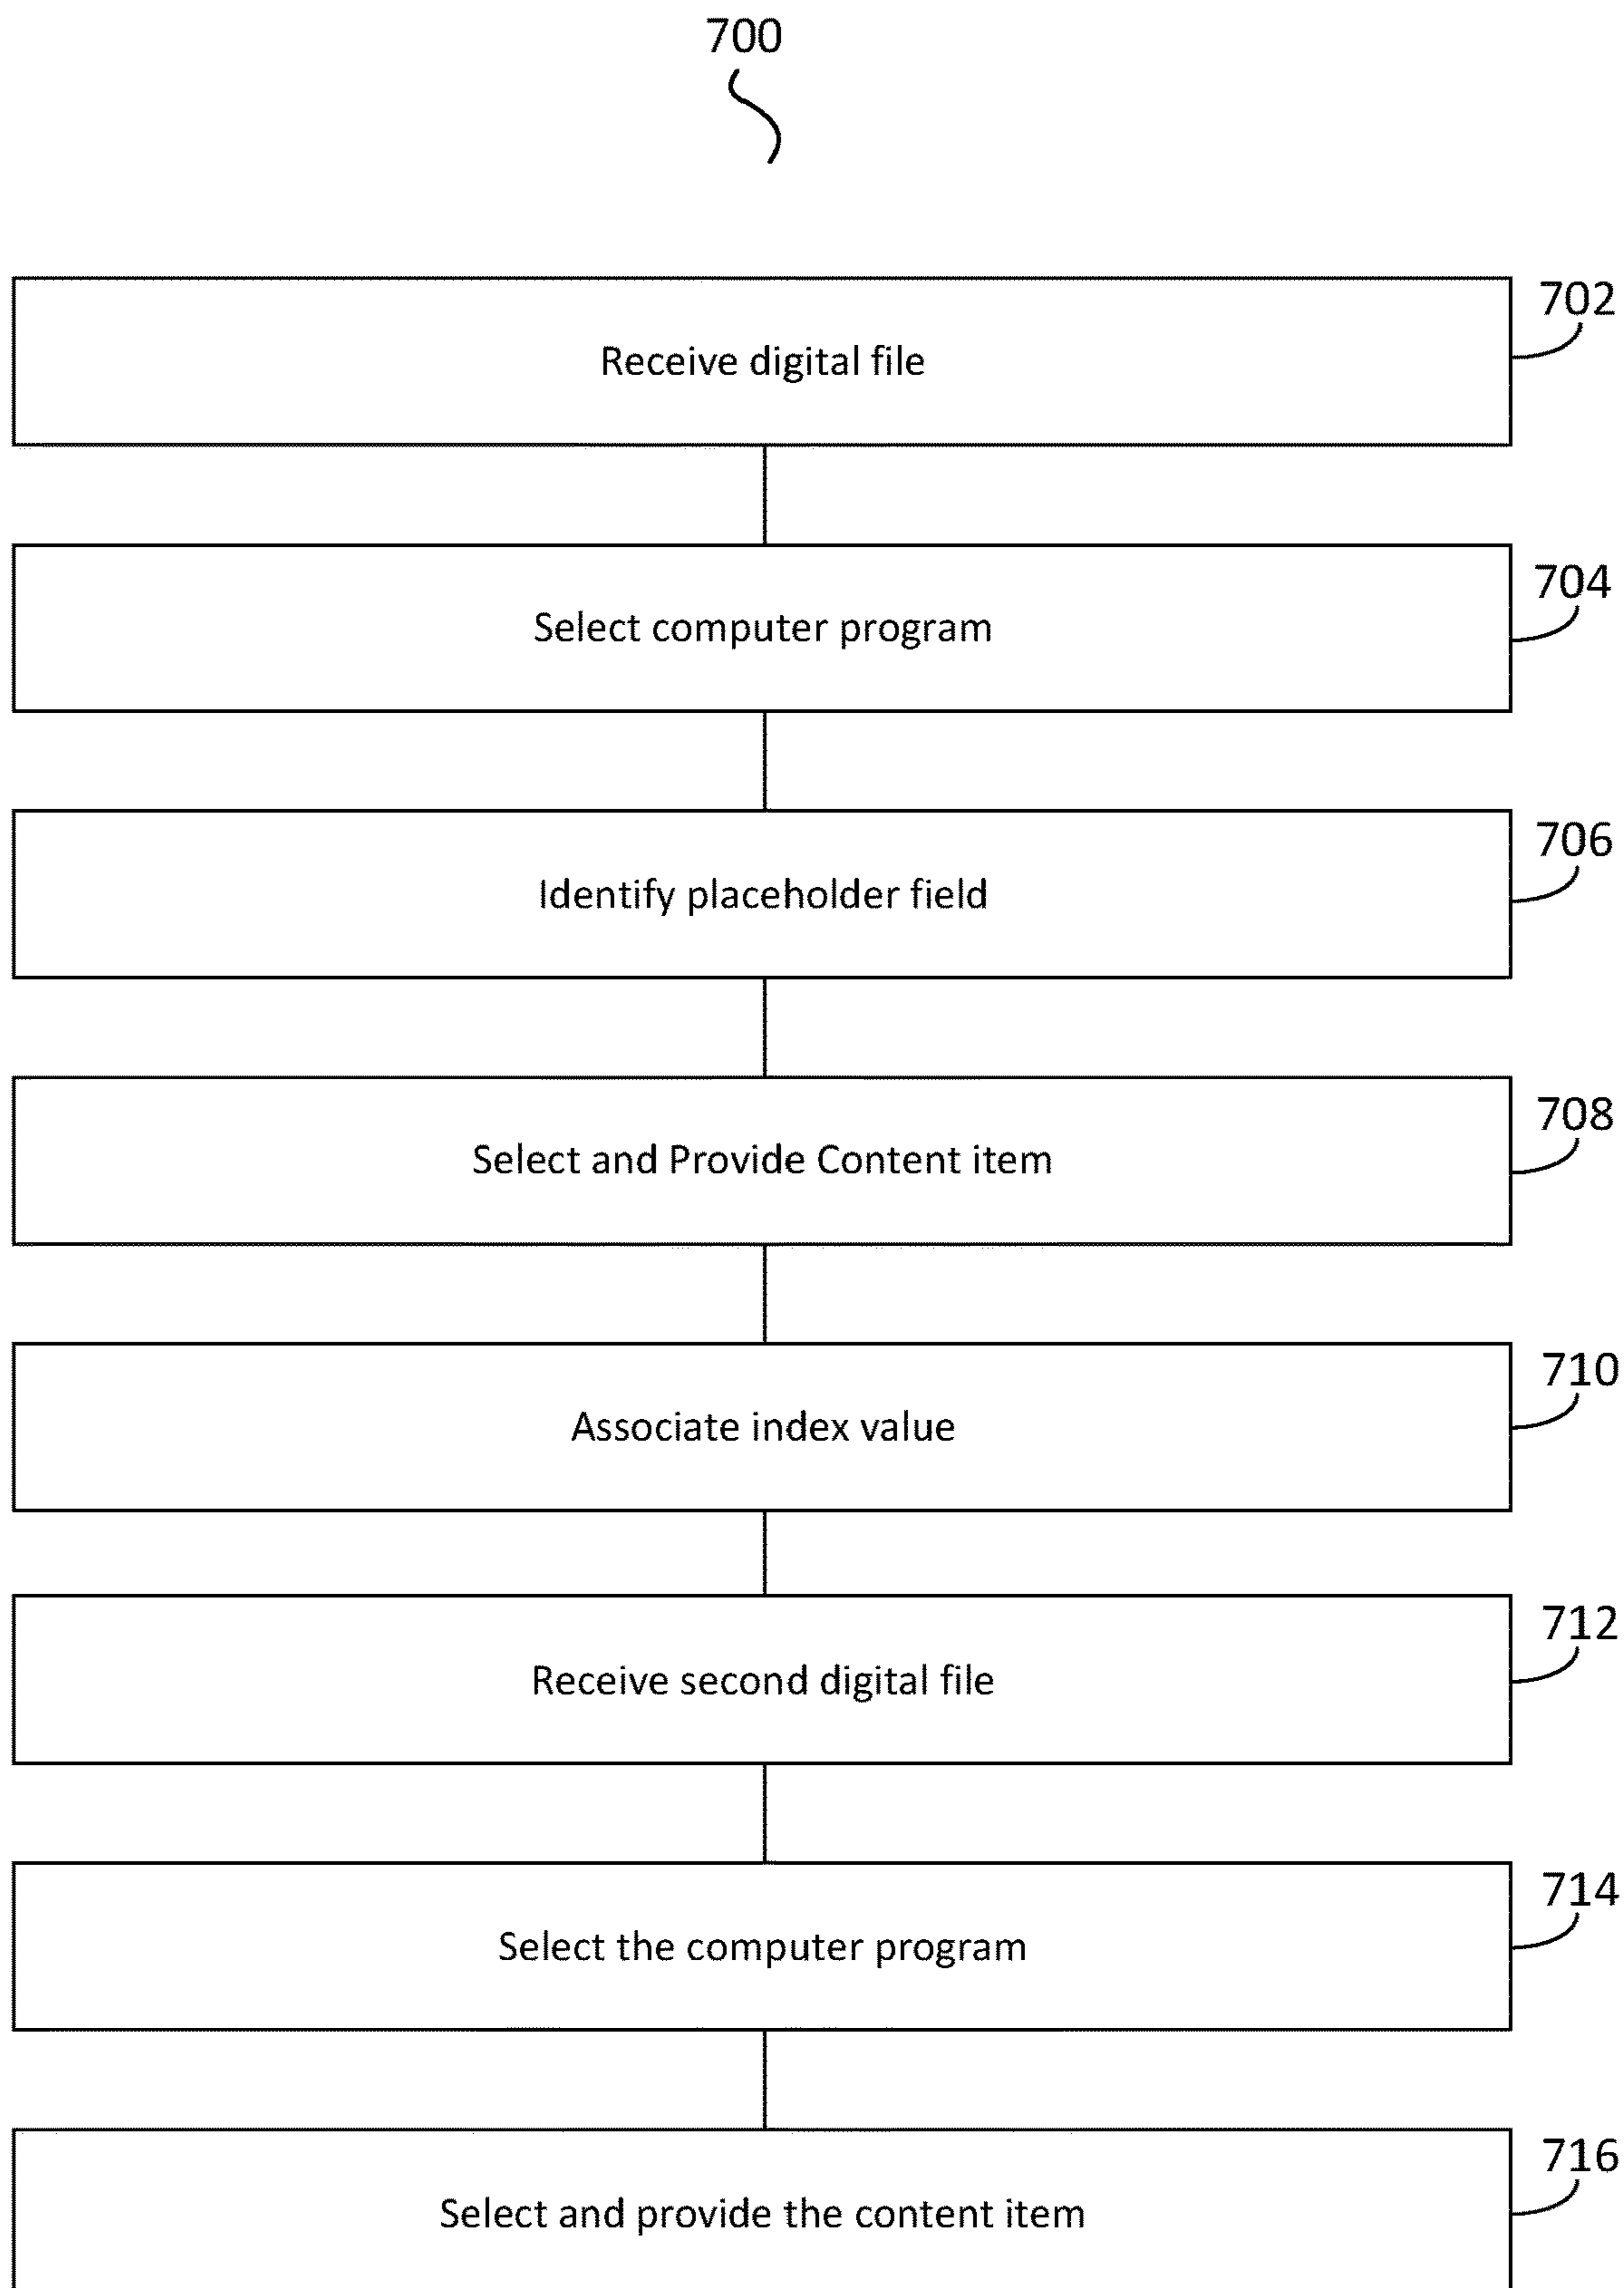 700
702
Receive digital file
704
Select computer program
706
Identify placeholder field
708
Select and Provide Content item
710
Associate index value
712
Receive second digital file
714
Select the computer program
716
Select and provide the content item